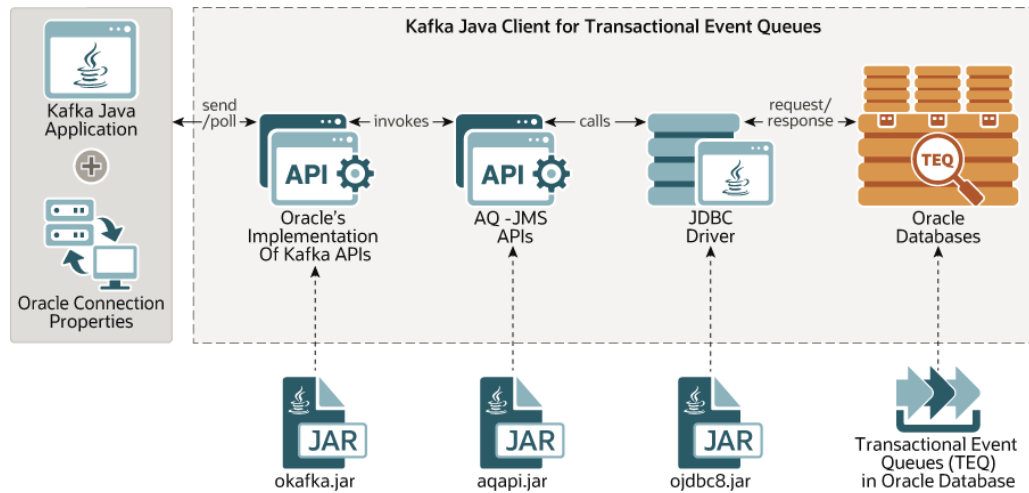 Kafka Java Client for Transactional Event Queues
Kafka Java
Application
Oracle Connection
Properties
send
/poll
API
Oracle's
Implementation
Of Kafka APIs
invokes
API
AQ -JMS
APIs
calls
JDBC
Driver
request/
response
TEQ
Oracle
Databases
JAR
okafka.jar
JAR
aqapi.jar
JAR
ojdbc8.jar
Transactional Event
Queues (TEQ)
in Oracle Database